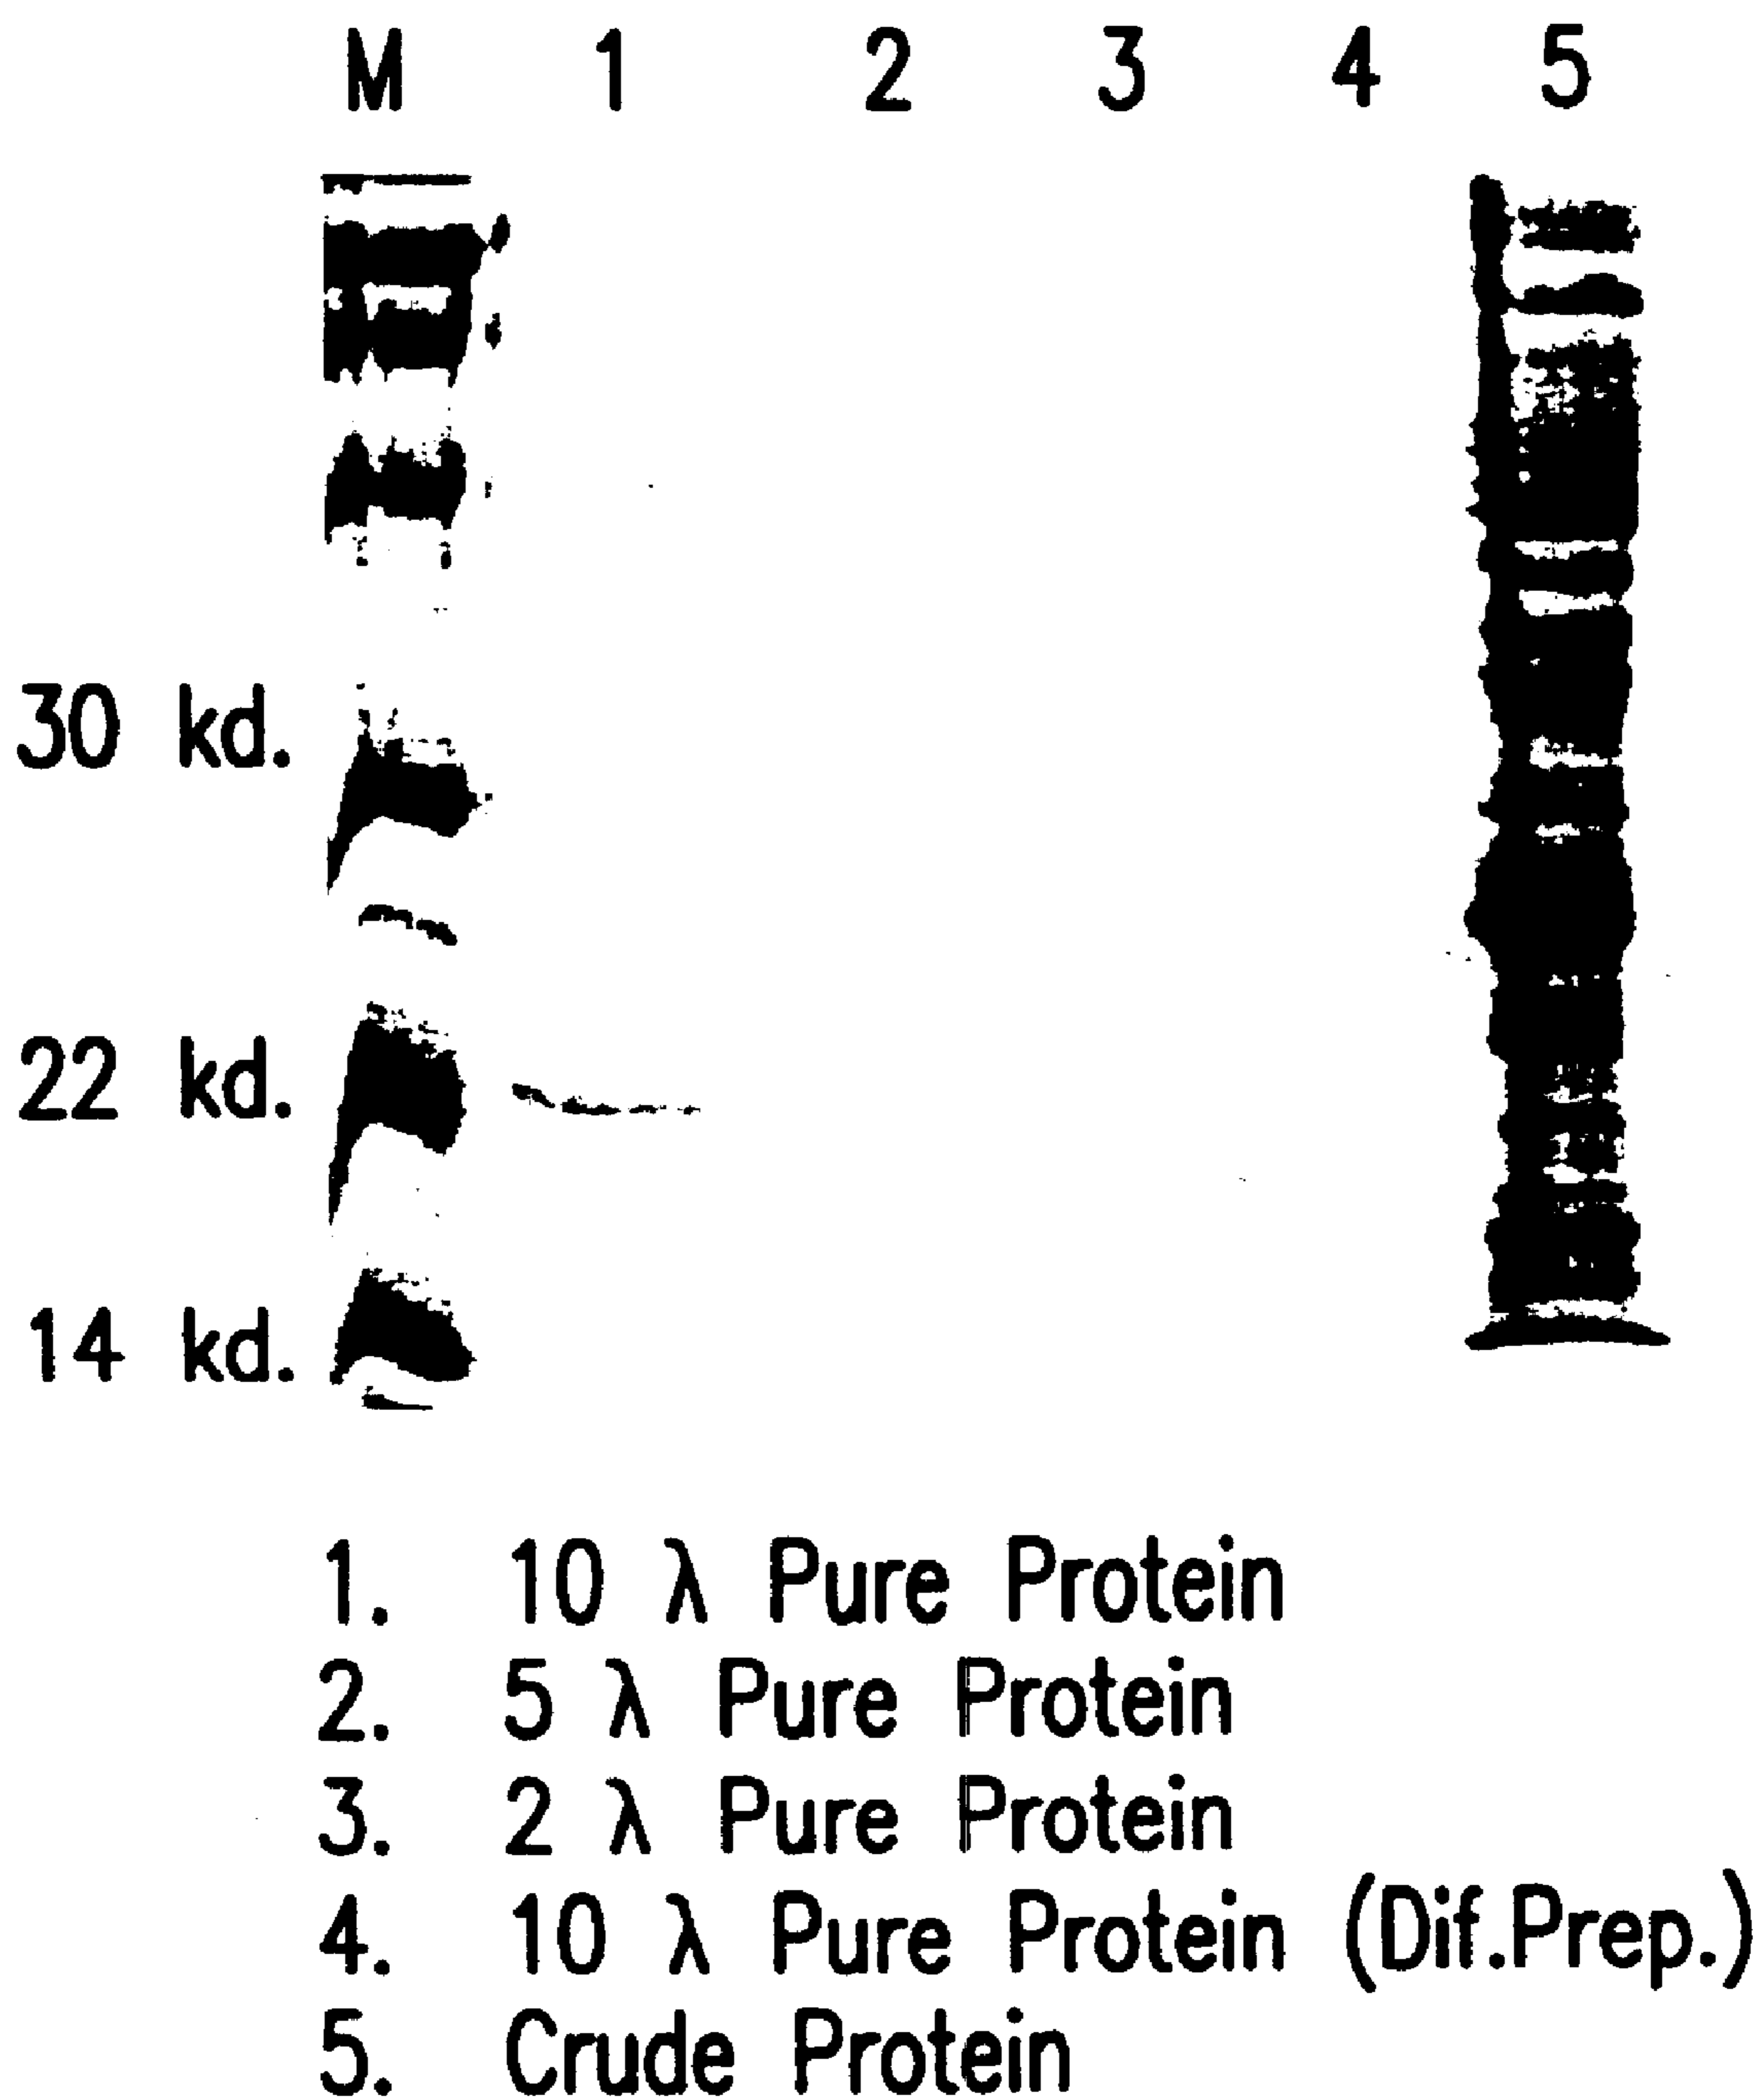 M 1 2 3 4 5
30 kd.
22 kd.
14 kd.
1. 10 λ Pure Protein
2. 5 λ Pure Protein
3. 2 λ Pure Protein
4. 10 λ Pure Protein (Dif.Prep.)
5. Crude Protein